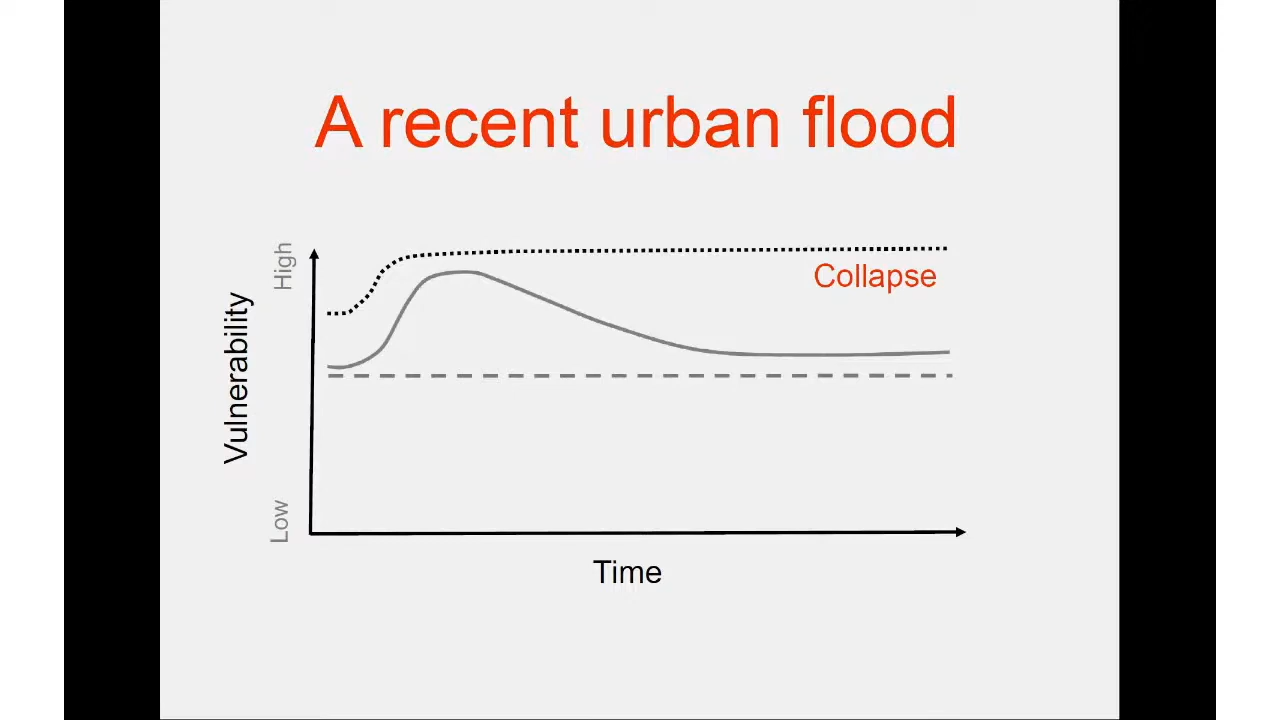 A recent urban flood
High
Collapse
Vulnerability
Low
Time